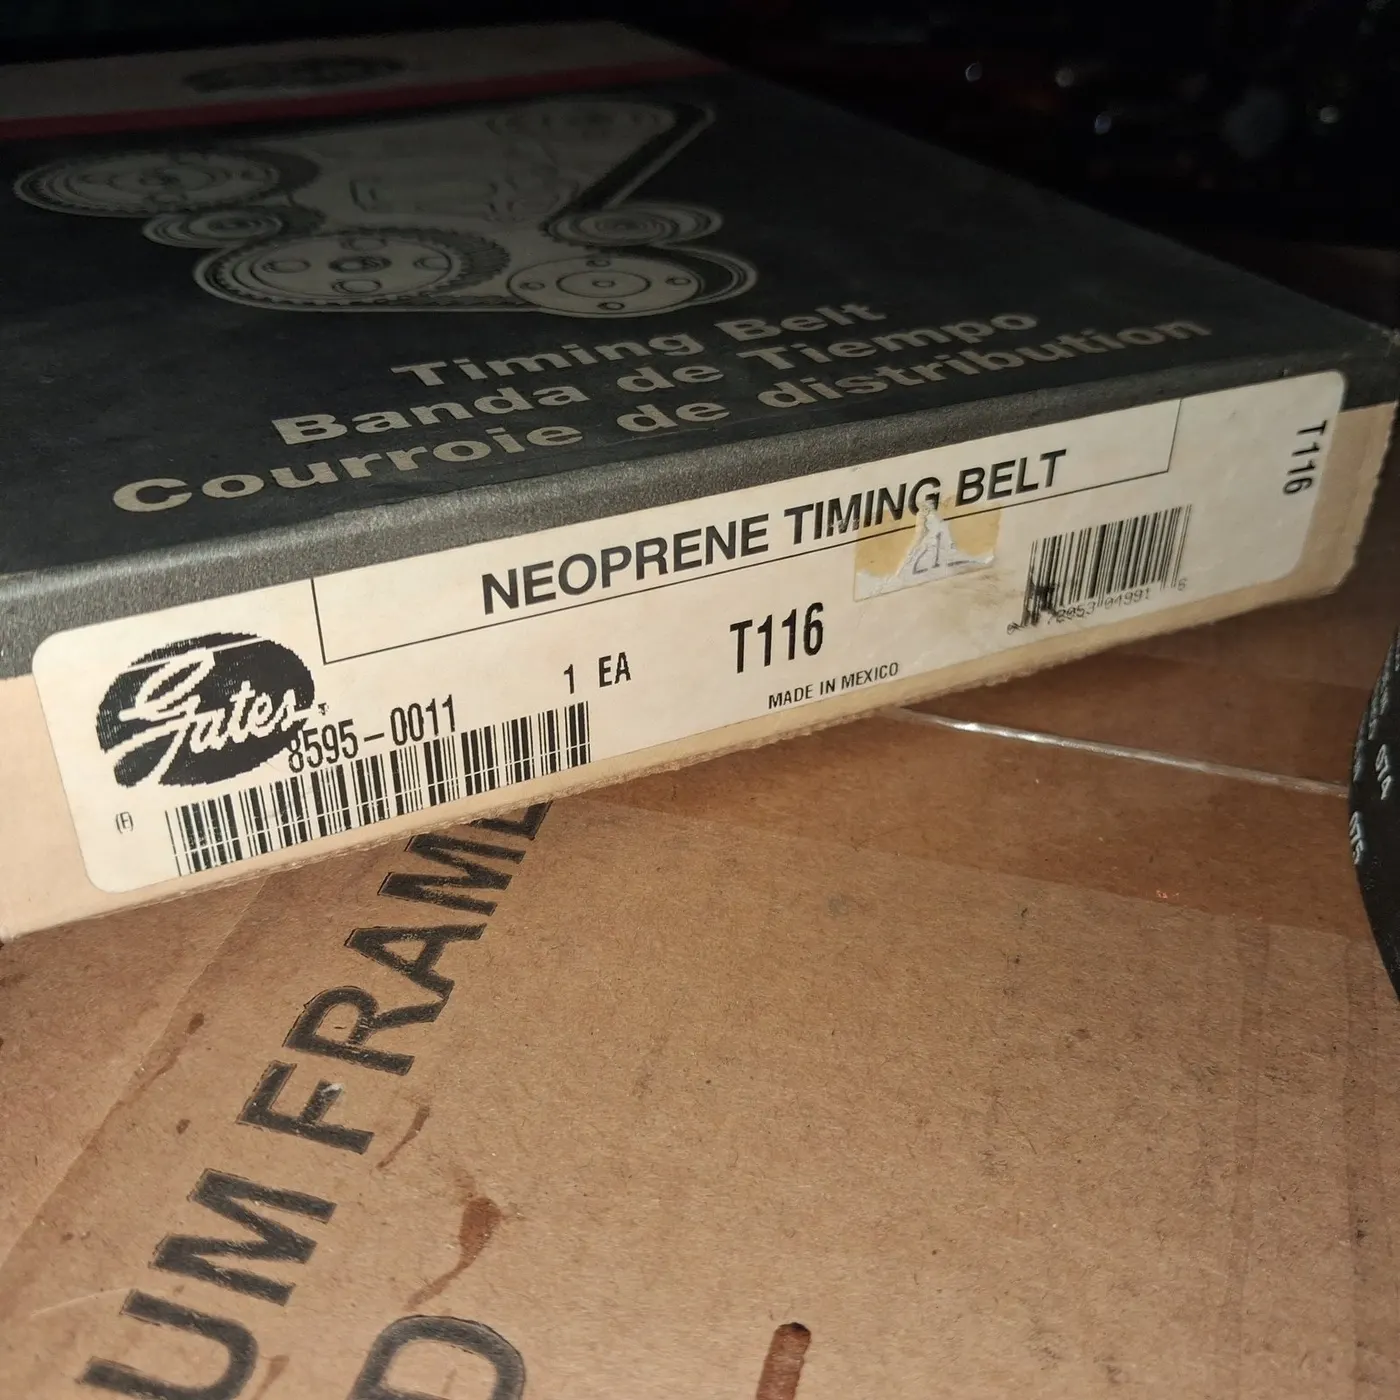 Timing Belt
Banda de Tiempo
Courroie de distribution
NEOPRENE TIMING BELT
T116
Gates®
8595-0011
1 EA
T116
MADE IN MEXICO
(F)
UM FRAME
D